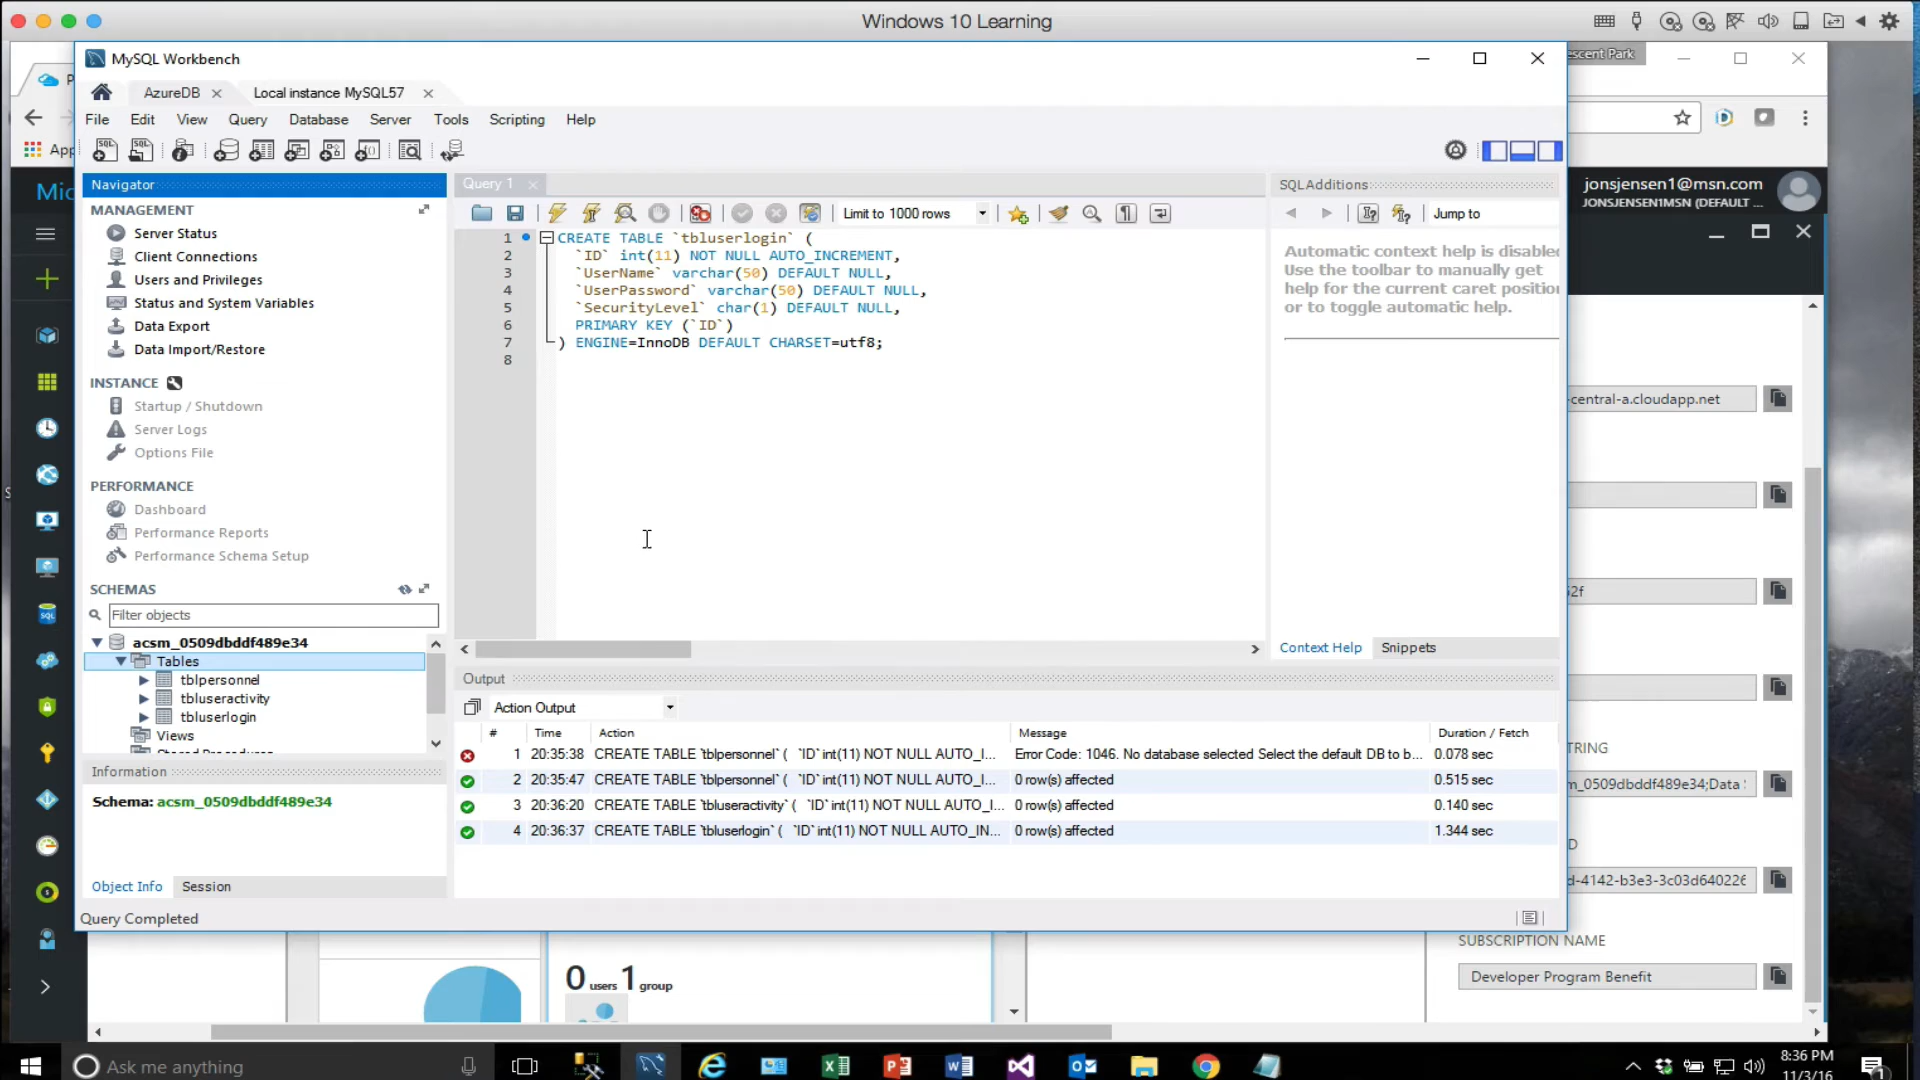 Windows 10 Learning
MySQL Workbench
escent Park
AzureDB
Local instance MySQL57
File Edit View Query Database Server Tools Scripting Help
App
Navigator
MANAGEMENT
Server Status
Client Connections
Users and Privileges
Status and System Variables
Data Export
Data Import/Restore
INSTANCE
Startup / Shutdown
Server Logs
Options File
PERFORMANCE
Dashboard
Performance Reports
Performance Schema Setup
SCHEMAS
Filter objects
acsm_0509dbddf489e34
Tables
tblpersonnel
tbluseractivity
tbluserlogin
Views
Information
Schema: acsm_0509dbddf489e34
Object Info Session
Query Completed
Query 1
Limit to 1000 rows
1 CREATE TABLE `tbluserlogin` (
2 `ID` int(11) NOT NULL AUTO_INCREMENT,
3 `UserName` varchar(50) DEFAULT NULL,
4 `UserPassword` varchar(50) DEFAULT NULL,
5 `SecurityLevel` char(1) DEFAULT NULL,
6 PRIMARY KEY (`ID`)
7 ) ENGINE=InnoDB DEFAULT CHARSET=utf8;
8
SQLAdditions
Jump to
Automatic context help is disabled
Use the toolbar to manually get
help for the current caret position
or to toggle automatic help.
Context Help Snippets
Output
Action Output
# Time Action Message Duration / Fetch
1 20:35:38 CREATE TABLE `tblpersonnel` ( `ID` int(11) NOT NULL AUTO_I... Error Code: 1046. No database selected Select the default DB to b... 0.078 sec
2 20:35:47 CREATE TABLE `tblpersonnel` ( `ID` int(11) NOT NULL AUTO_I... 0 row(s) affected 0.515 sec
3 20:36:20 CREATE TABLE `tbluseractivity` ( `ID` int(11) NOT NULL AUTO_I... 0 row(s) affected 0.140 sec
4 20:36:37 CREATE TABLE `tbluserlogin` ( `ID` int(11) NOT NULL AUTO_IN... 0 row(s) affected 1.344 sec
Mic
jonsjensen1@msn.com
JONSJENSEN1MSN (DEFAULT ...
-central-a.cloudapp.net
52f
TRING
m_0509dbddf489e34;Data
D
d-4142-b3e3-3c03d640226
SUBSCRIPTION NAME
Developer Program Benefit
0 users 1 group
Ask me anything
8:36 PM
11/3/16
1